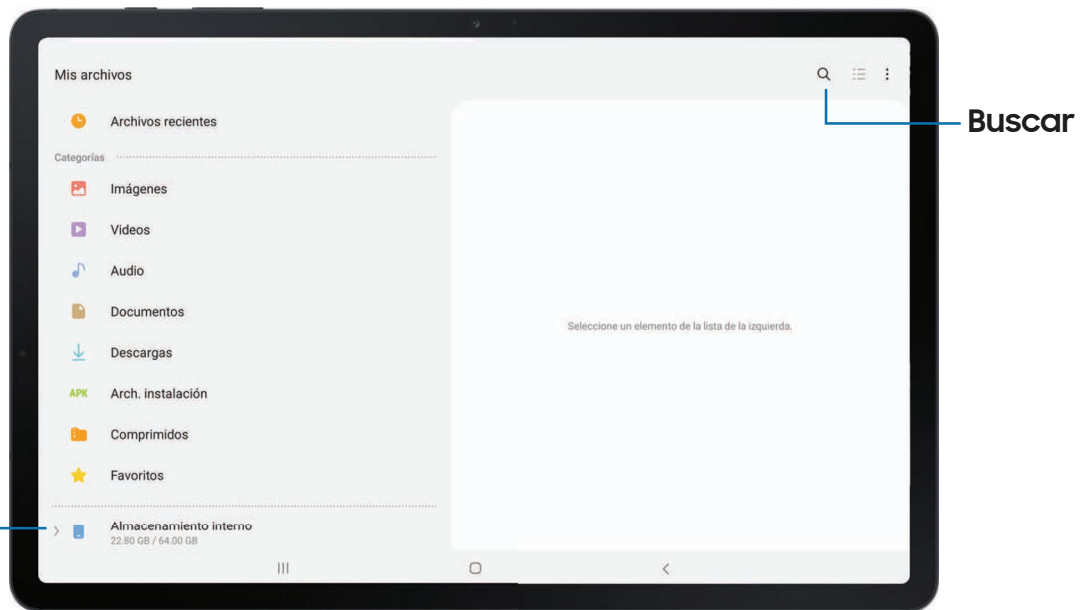 Mis archivos
Archivos recientes
Categorías
Imágenes
Videos
Audio
Documentos
Descargas
APK Arch. instalación
Comprimidos
Favoritos
Almacenamiento interno
22.80 GB / 64.00 GB
Seleccione un elemento de la lista de la izquierda.
Buscar